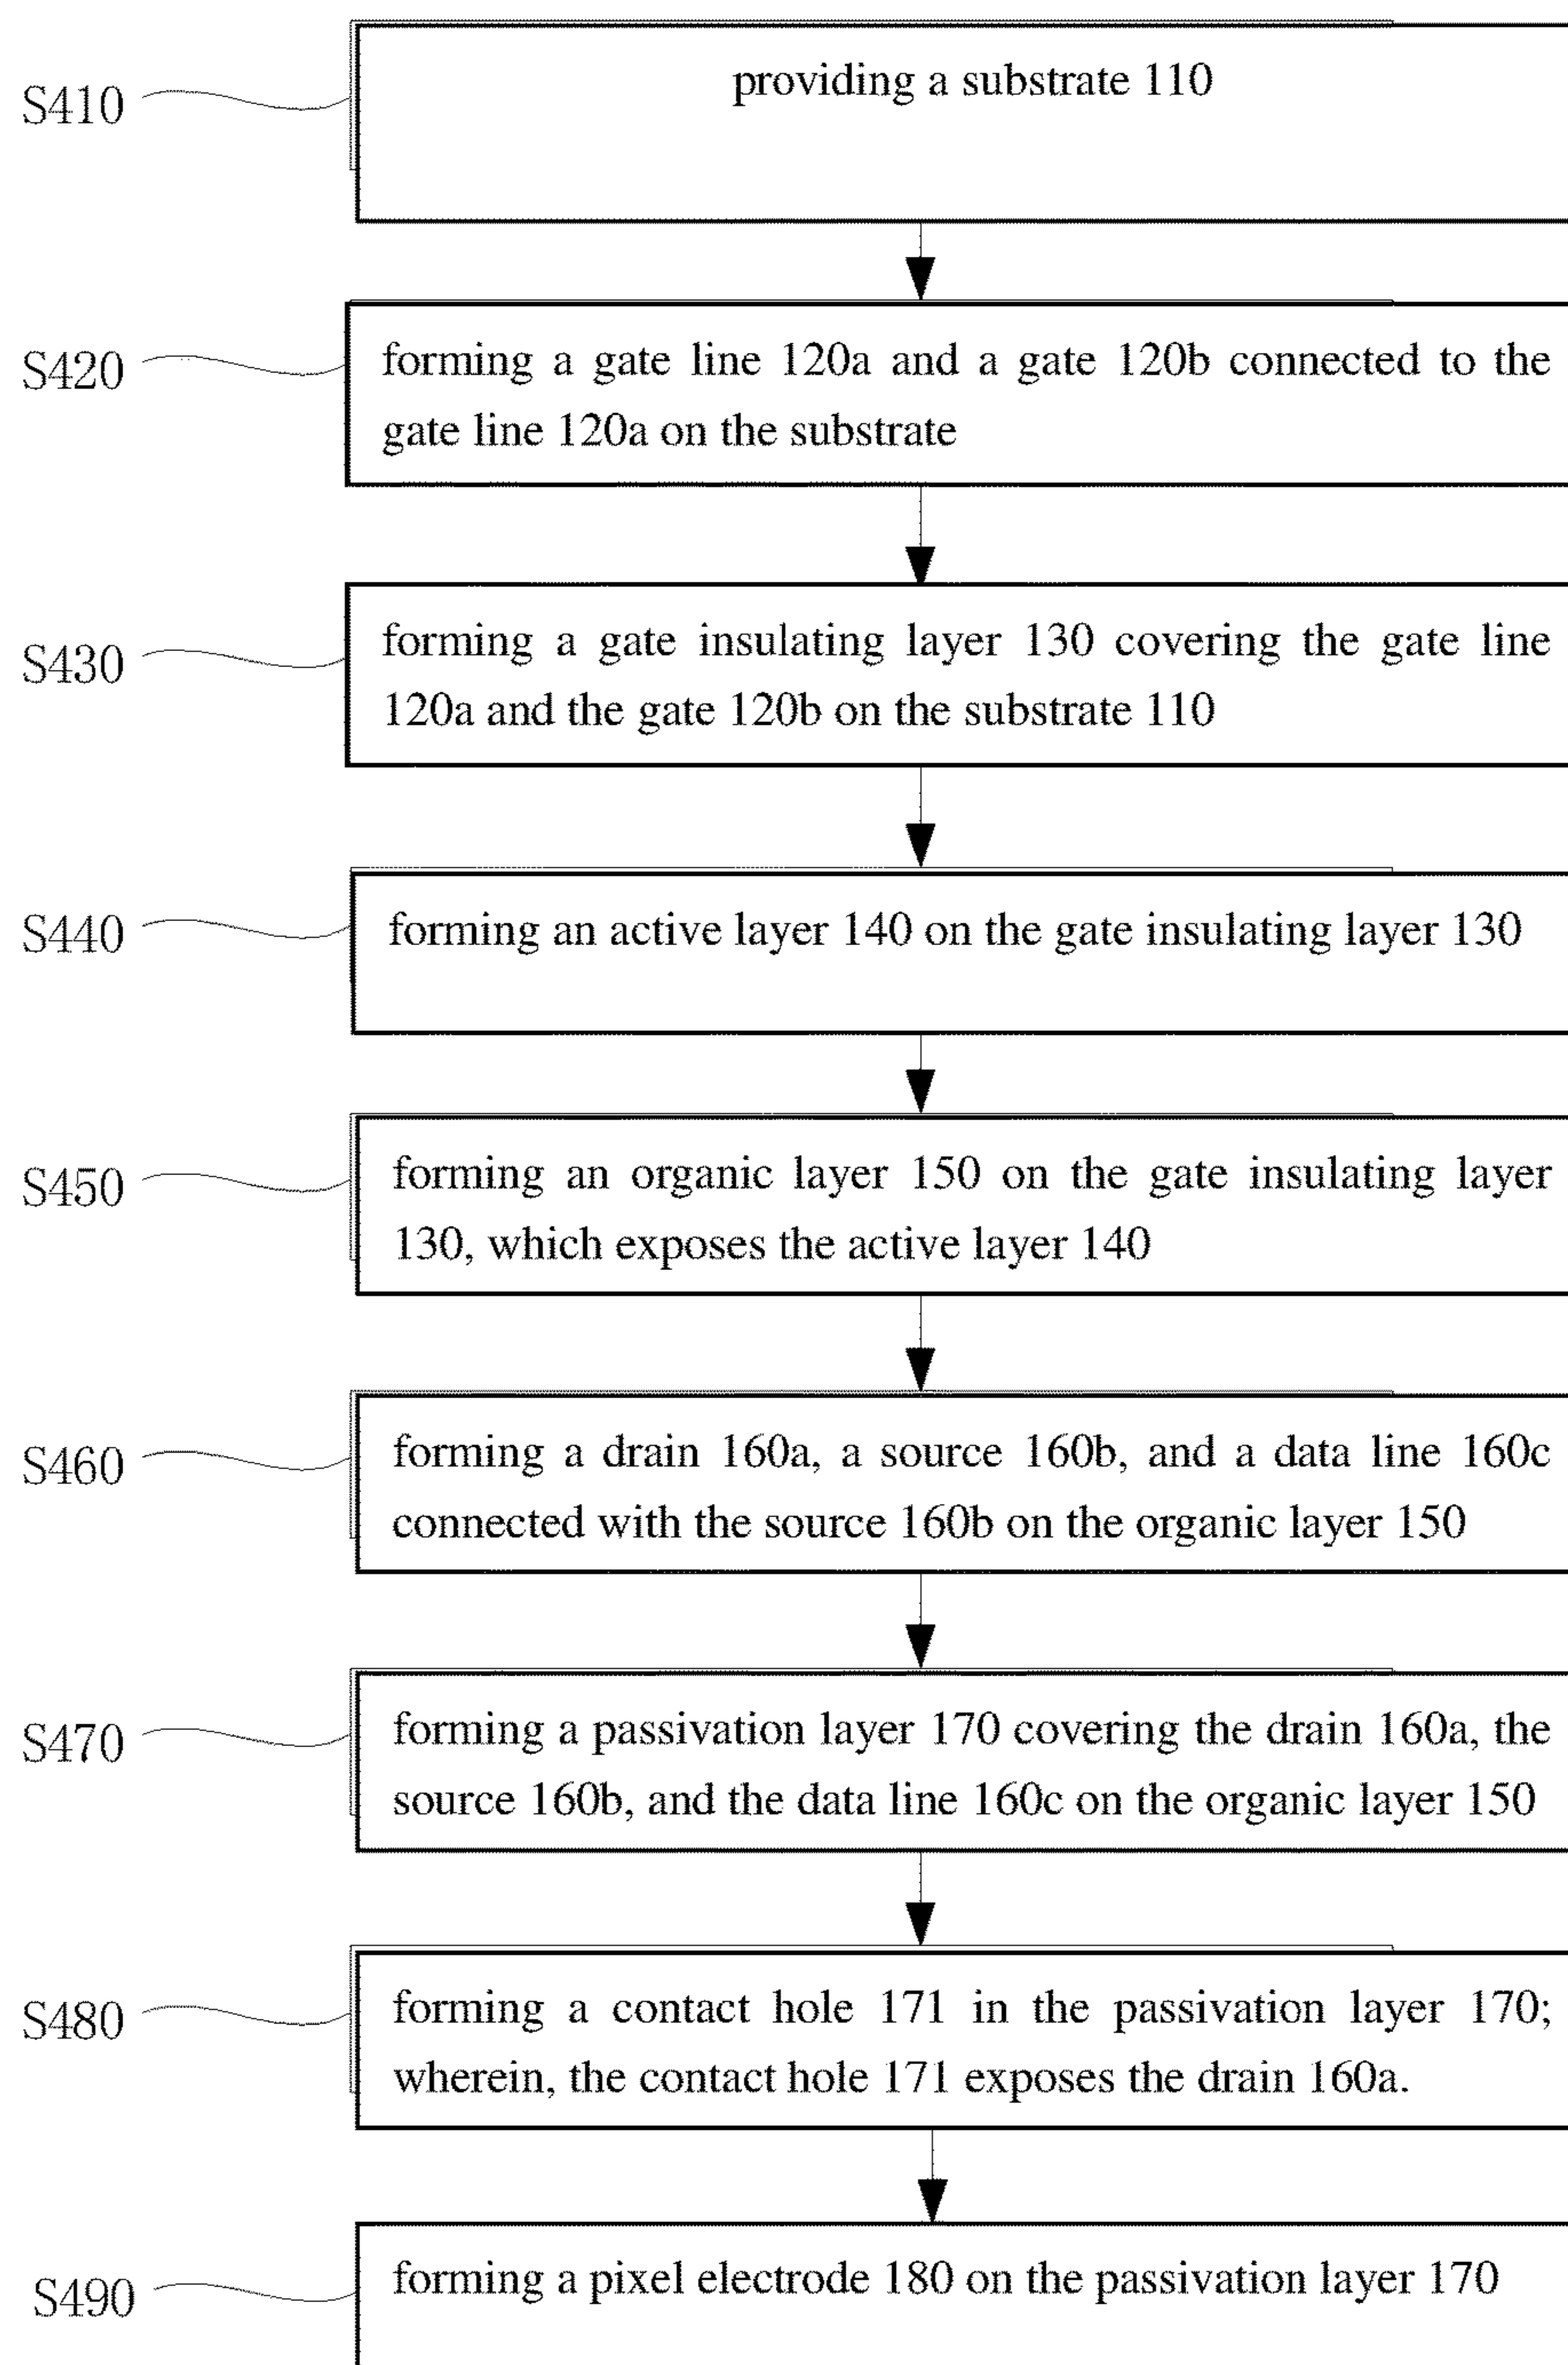 S410
providing a substrate 110
S420
forming a gate line 120a and a gate 120b connected to the
gate line 120a on the substrate
S430
forming a gate insulating layer 130 covering the gate line
120a and the gate 120b on the substrate 110
S440
forming an active layer 140 on the gate insulating layer 130
S450
forming an organic layer 150 on the gate insulating layer
130, which exposes the active layer 140
S460
forming a drain 160a, a source 160b, and a data line 160c
connected with the source 160b on the organic layer 150
S470
forming a passivation layer 170 covering the drain 160a, the
source 160b, and the data line 160c on the organic layer 150
S480
forming a contact hole 171 in the passivation layer 170;
wherein, the contact hole 171 exposes the drain 160a.
S490
forming a pixel electrode 180 on the passivation layer 170